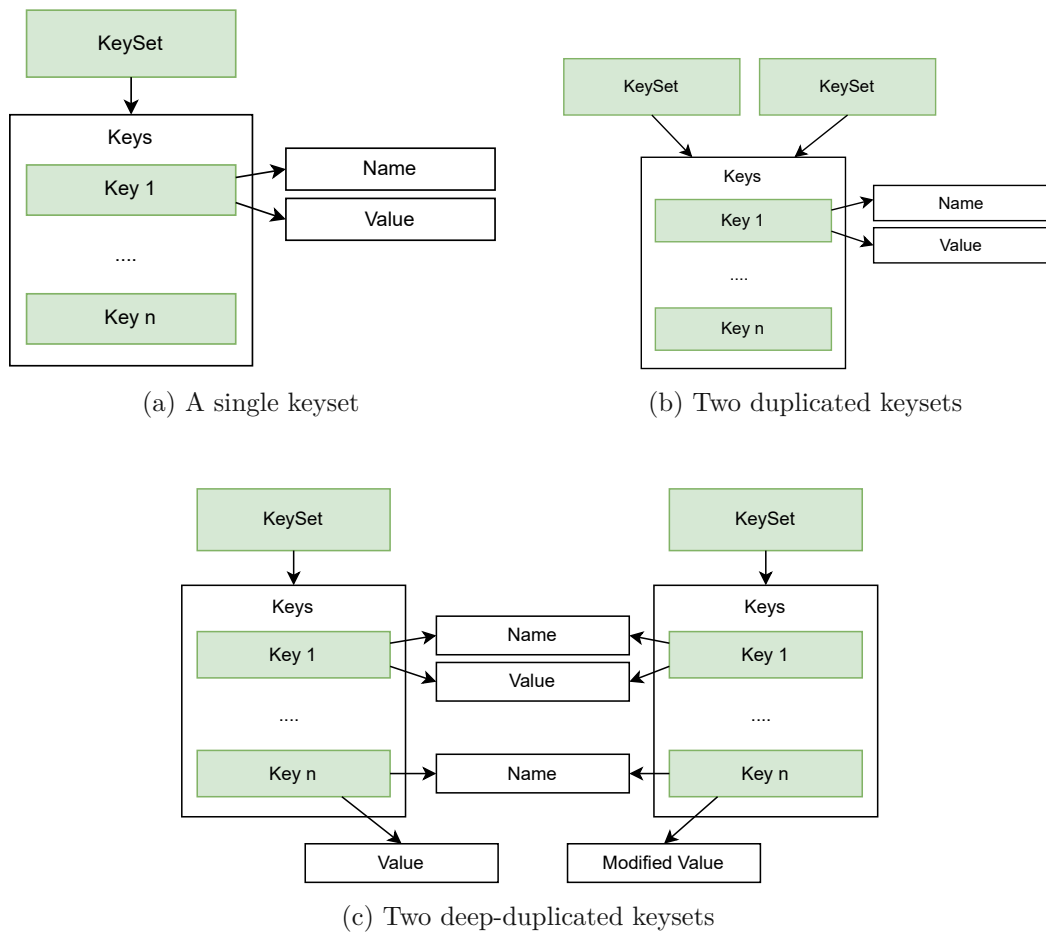 KeySet
Keys
Key 1
Name
Value
....
Key n
(a) A single keyset
KeySet
KeySet
Keys
Key 1
Name
Value
....
Key n
(b) Two duplicated keysets
KeySet
KeySet
Keys
Keys
Key 1
Name
Key 1
Value
....
....
Key n
Name
Key n
Value
Modified Value
(c) Two deep-duplicated keysets